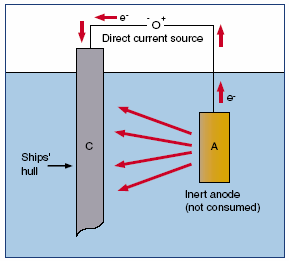 e-
- +
Direct current source
e-
C
A
Ships'
hull
Inert anode
(not consumed)